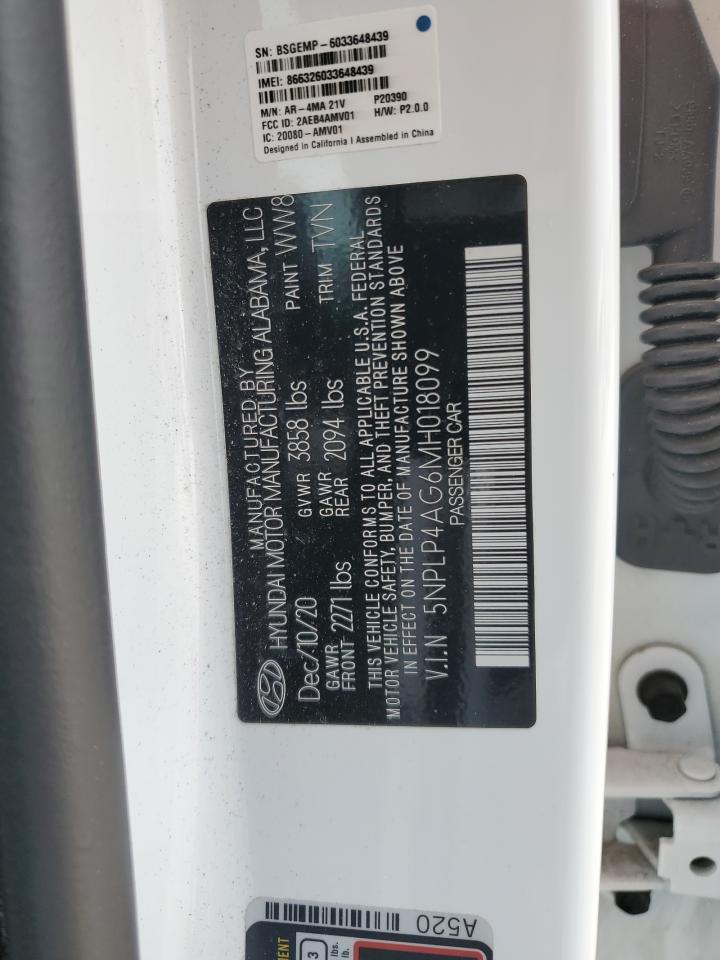 SN: BSGEMP-6033648439
IMEI: 866326033648439
M/N: AR-4MA 21V P20390
FCC ID: 2AEB4AMV01 H/W: P2.0.0
IC: 20080-AMV01
Designed in California | Assembled in China
MANUFACTURED BY
HYUNDAI MOTOR MANUFACTURING ALABAMA, LLC
Dec/10/20 GVWR 3858 lbs PAINT WW8
GAWR FRONT 2271 lbs GAWR REAR 2094 lbs TRIM TVN
THIS VEHICLE CONFORMS TO ALL APPLICABLE U.S.A. FEDERAL
MOTOR VEHICLE SAFETY, BUMPER, AND THEFT PREVENTION STANDARDS
IN EFFECT ON THE DATE OF MANUFACTURE SHOWN ABOVE
V.I.N 5NPLP4AG6MH018099
PASSENGER CAR
A520
3
lbs.
lb.